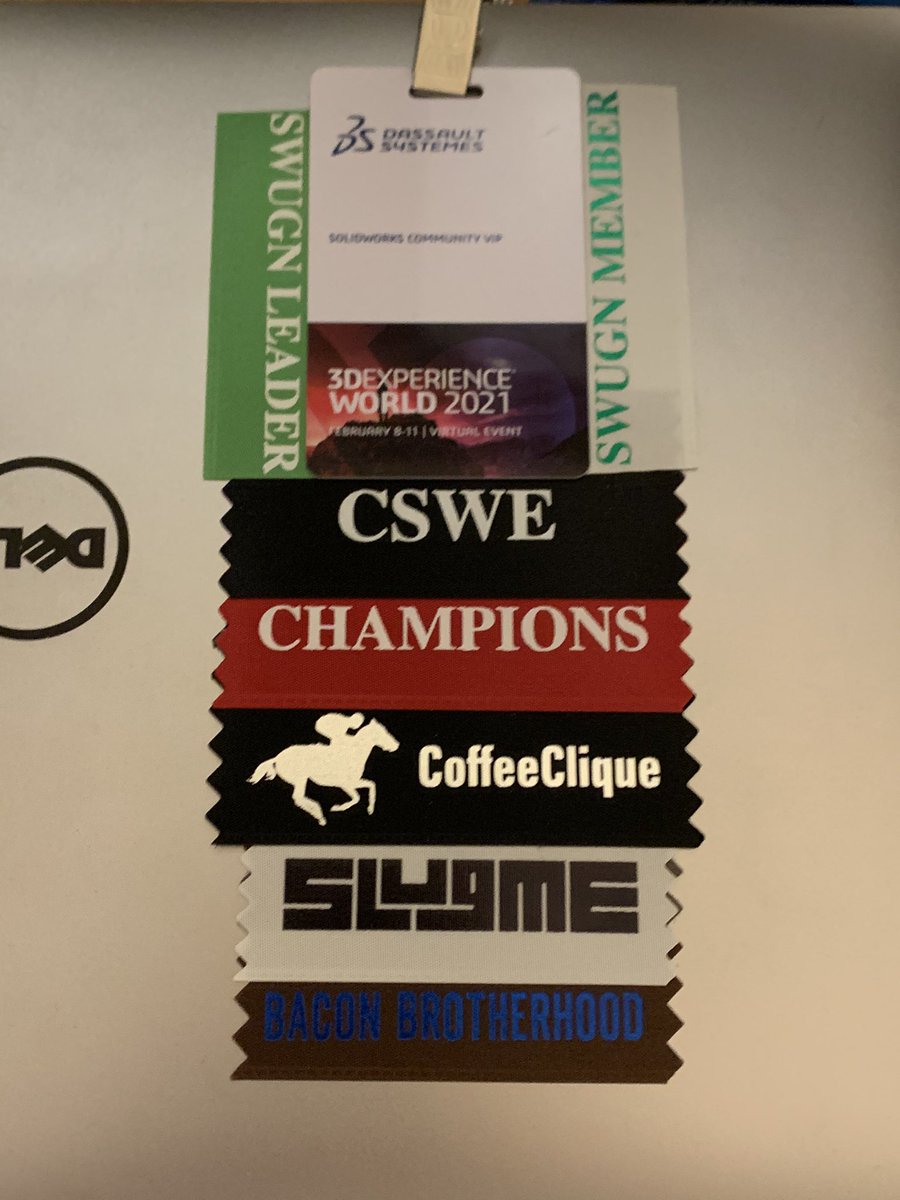 DASSAULT
SYSTEMES
SOLIDWORKS COMMUNITY VIP
3DEXPERIENCE
WORLD 2021
FEBRUARY 8-11 | VIRTUAL EVENT
SWUGN LEADER
SWUGN MEMBER
CSWE
CHAMPIONS
CoffeeClique
SLUGME
BACON BROTHERHOOD
DELL